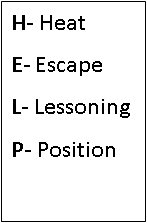 H- Heat
E- Escape
L- Lessoning
P- Position